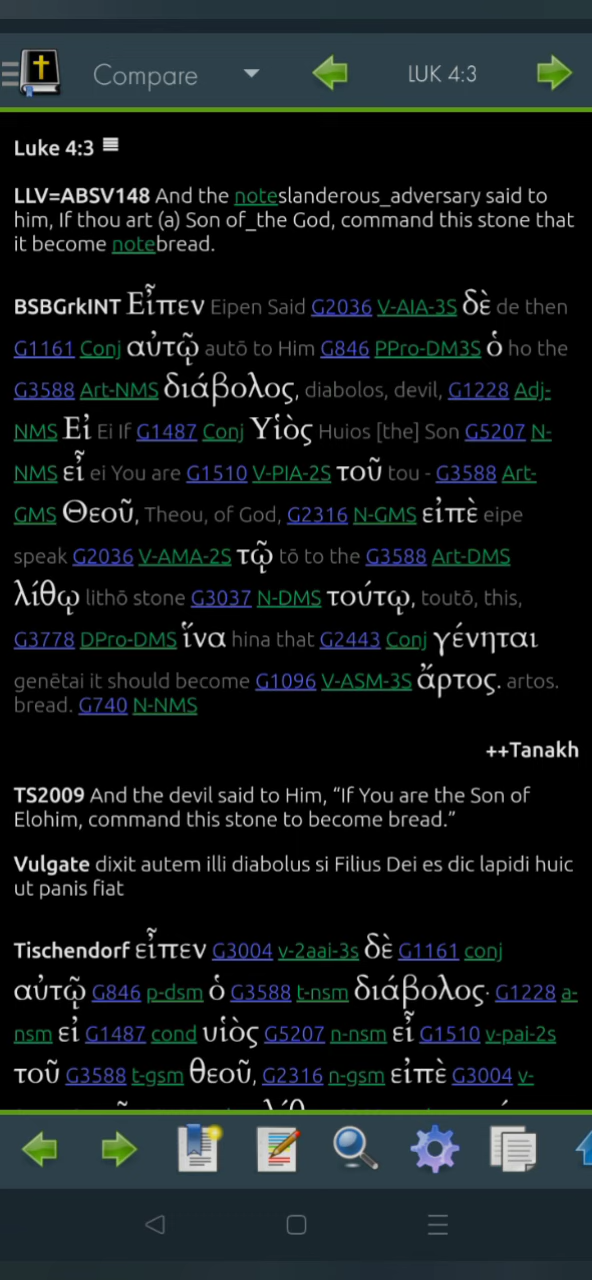 Compare
LUK 4:3
Luke 4:3
LLV=ABSV148 And the noteslanderous_adversary said to
him, If thou art (a) Son of_the God, command this stone that
it become notebread.
BSBGrkINT Εἶπεν Eipen Said G2036 V-AIA-3S δὲ de then
G1161 Conj αὐτῷ autō to Him G846 PPro-DM3S ὁ ho the
G3588 Art-NMS διάβολος, diabolos, devil, G1228 Adj-
NMS Εἰ Ei If G1487 Conj Υἱὸς Huios [the] Son G5207 N-
NMS εἶ ei You are G1510 V-PIA-2S τοῦ tou - G3588 Art-
GMS Θεοῦ, Theou, of God, G2316 N-GMS εἰπὲ eipe
speak G2036 V-AMA-2S τῷ tō to the G3588 Art-DMS
λίθῳ lithō stone G3037 N-DMS τούτῳ, toutō, this,
G3778 DPro-DMS ἵνα hina that G2443 Conj γένηται
genētai it should become G1096 V-ASM-3S ἄρτος. artos.
bread. G740 N-NMS
++Tanakh
TS2009 And the devil said to Him, “If You are the Son of
Elohim, command this stone to become bread.”
Vulgate dixit autem illi diabolus si Filius Dei es dic lapidi huic
ut panis fiat
Tischendorf εἶπεν G3004 v-2aai-3s δὲ G1161 conj
αὐτῷ G846 p-dsm ὁ G3588 t-nsm διάβολος· G1228 a-
nsm εἰ G1487 cond υἱὸς G5207 n-nsm εἶ G1510 v-pai-2s
τοῦ G3588 t-gsm θεοῦ, G2316 n-gsm εἰπὲ G3004 v-